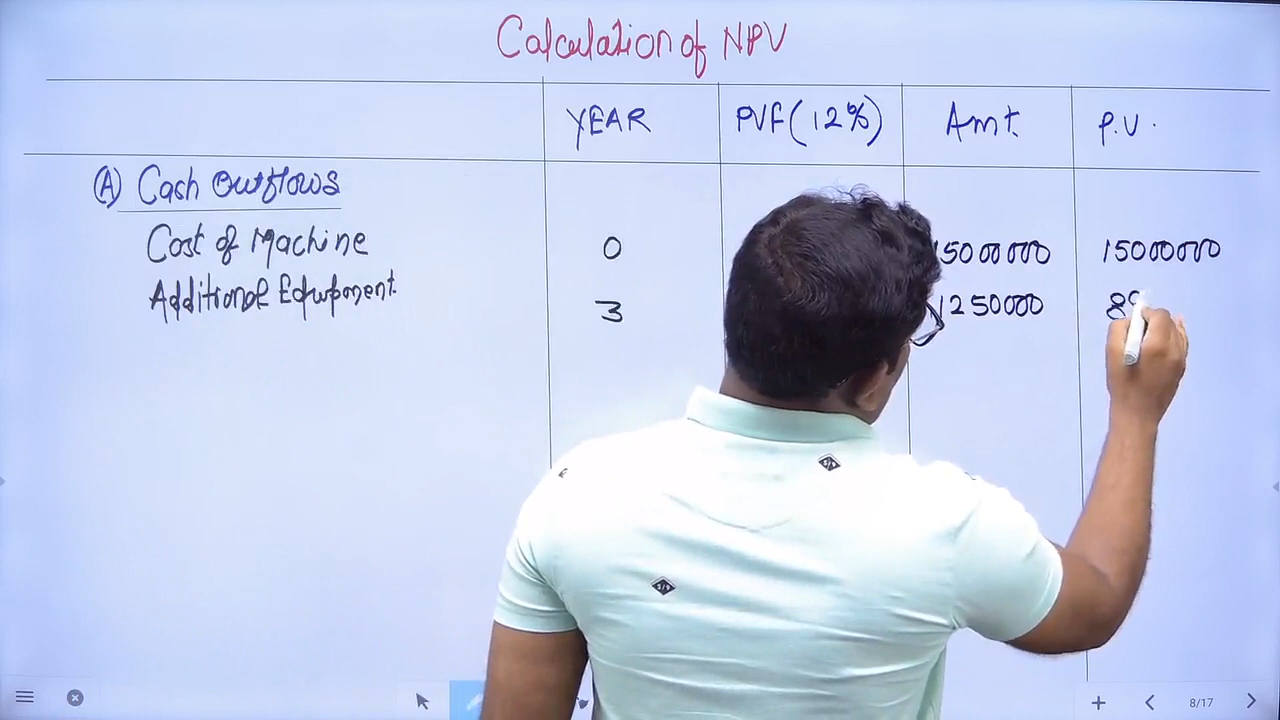 Calculation of NPV
YEAR PVF(12%) Amt. P.V.
(A) Cash Outflows
Cost of Machine 0 15000000 15000000
Additional Equipment 3 1250000
8/17